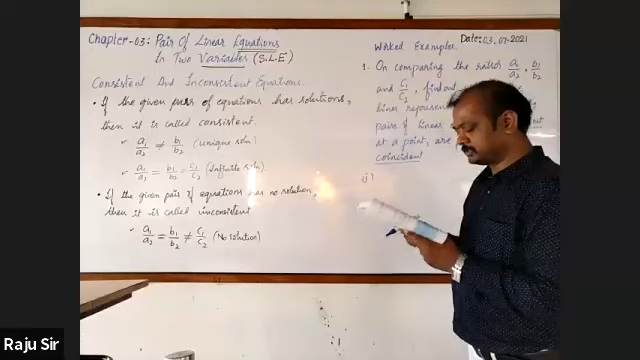 Chapter-03: Pair Of Linear Equations
In Two Variables (S.L.E)
Consistent And Inconsistent Equations.
• If the given pairs of equations has solutions,
then it is called consistent.
a₁/a₂ ≠ b₁/b₂ (unique soln)
a₁/a₂ = b₁/b₂ = c₁/c₂ (Infinite soln)
• If the given pair of equations has no solution,
then it is called inconsistent
a₁/a₂ = b₁/b₂ ≠ c₁/c₂ (No solution)
Date: 03.07.2021
Worked Examples
1. On comparing the ratios a₁/a₂, b₁/b₂
and c₁/c₂, find out
lines represen
pairs of linear
at a point, are
coincident
i)
Raju Sir